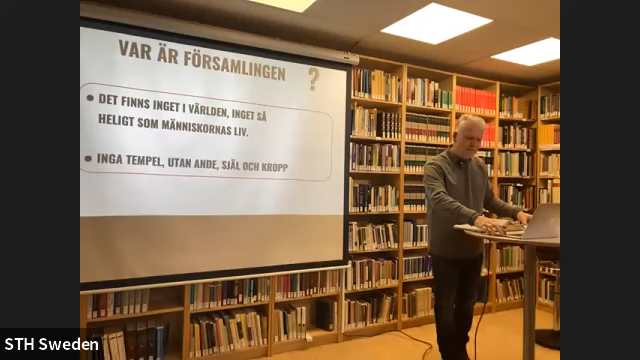 VAR ÄR FÖRSAMLINGEN ?
DET FINNS INGET I VÄRLDEN, INGET SÅ
HELIGT SOM MÄNNISKORNAS LIV.
INGA TEMPEL, UTAN ANDE, SJÄL OCH KROPP
STH Sweden